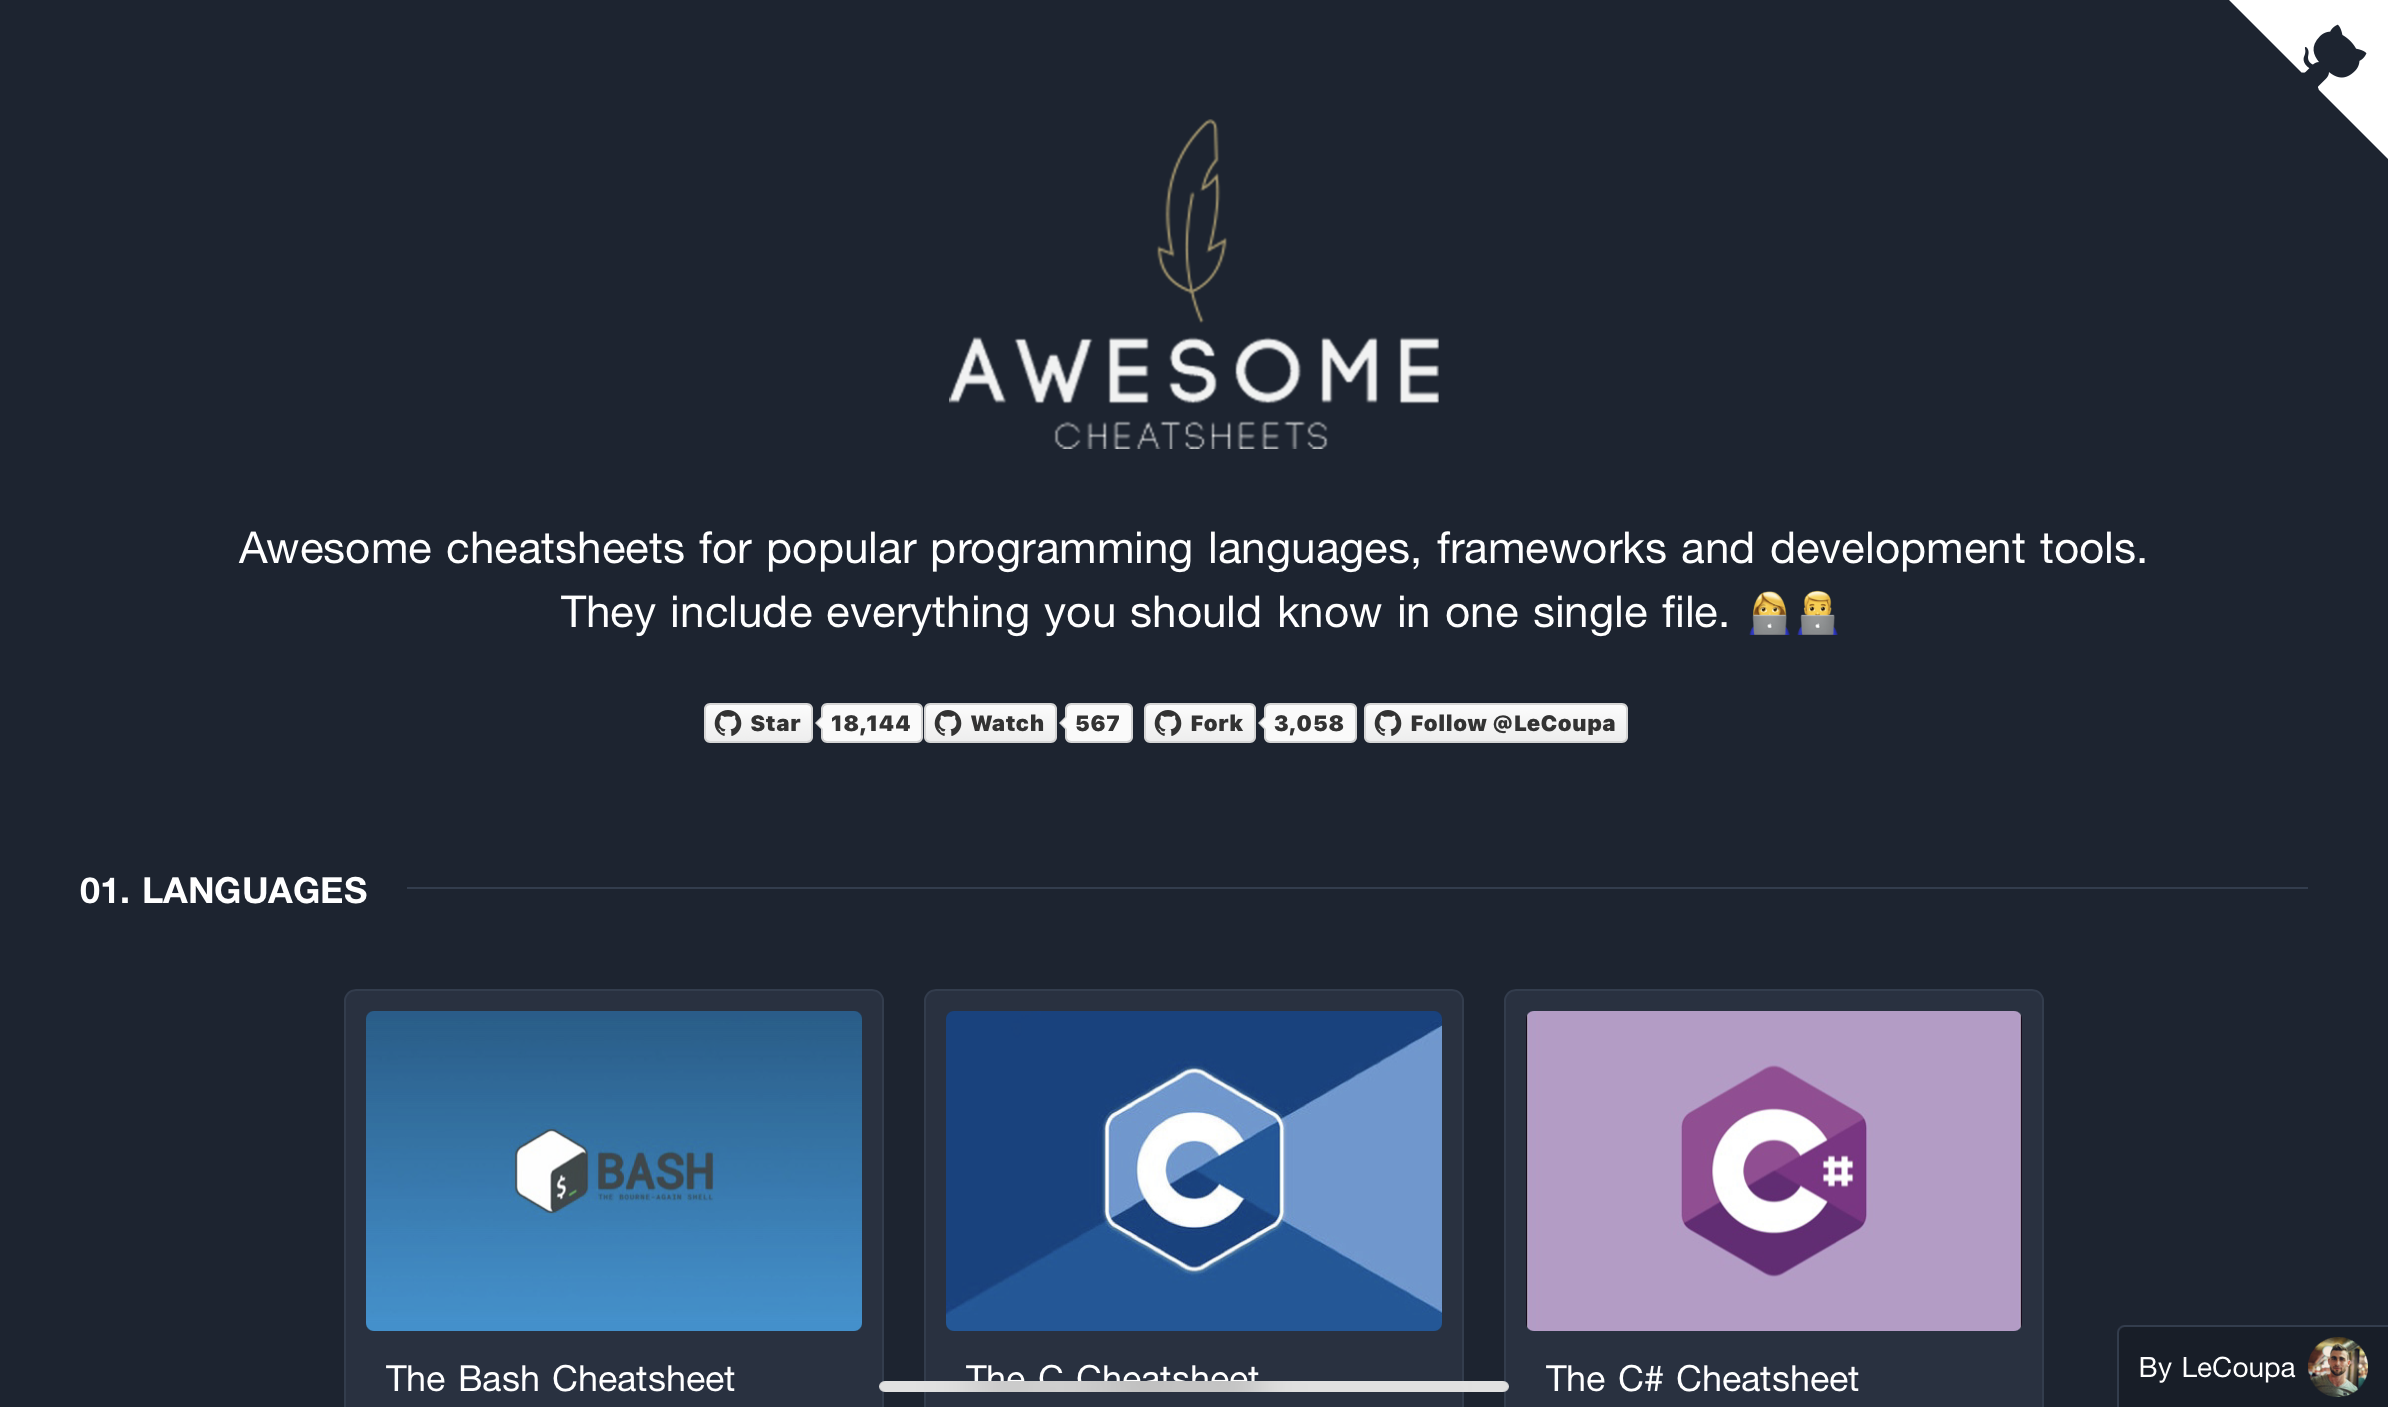 AWESOME
CHEATSHEETS
Awesome cheatsheets for popular programming languages, frameworks and development tools.
They include everything you should know in one single file. 👩‍💻👨‍💻
Star 18,144 Watch 567 Fork 3,058 Follow @LeCoupa
01. LANGUAGES
$_ BASH
THE BOURNE-AGAIN SHELL
C
C#
The Bash Cheatsheet
The C Cheatsheet
The C# Cheatsheet
By LeCoupa